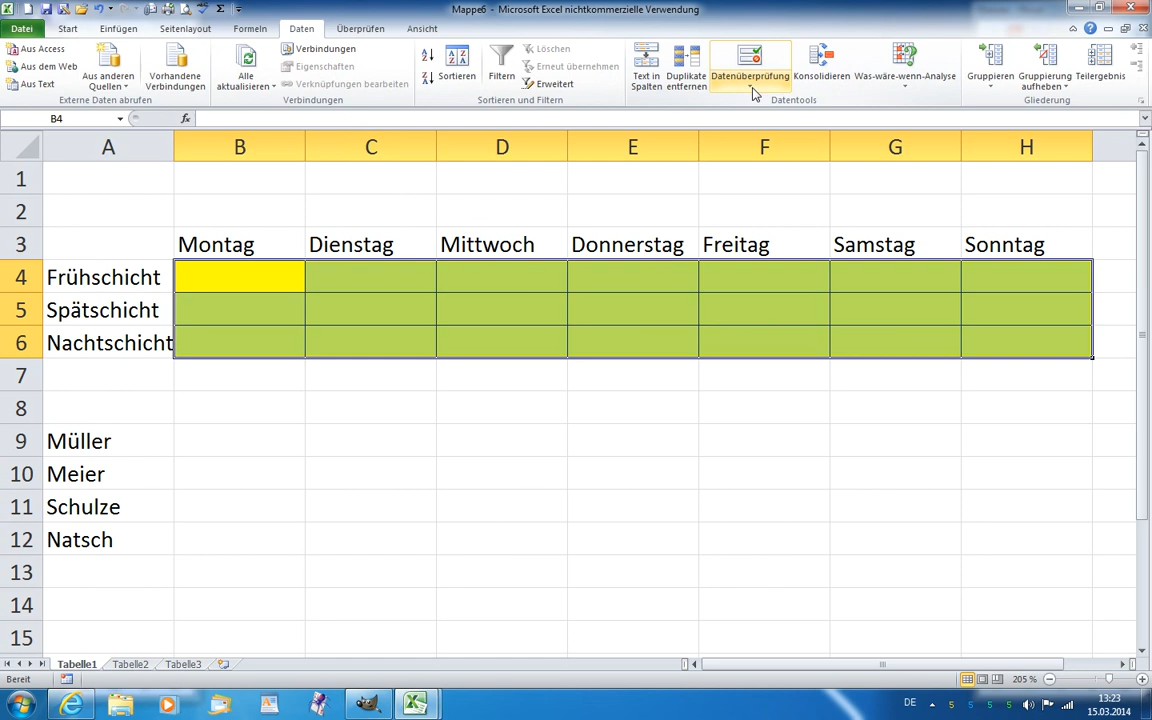 Mappe6 - Microsoft Excel nichtkommerzielle Verwendung
Datei Start Einfügen Seitenlayout Formeln Daten Überprüfen Ansicht
Aus Access
Aus dem Web
Aus Text
Aus anderen Quellen
Vorhandene Verbindungen
Externe Daten abrufen
Alle aktualisieren
Verbindungen
Eigenschaften
Verknüpfungen bearbeiten
Verbindungen
Sortieren
Filtern
Löschen
Erneut übernehmen
Erweitert
Sortieren und Filtern
Text in Spalten
Duplikate entfernen
Datenüberprüfung
Konsolidieren
Was-wäre-wenn-Analyse
Datentools
Gruppieren
Gruppierung aufheben
Teilergebnis
Gliederung
B4 fx
A B C D E F G H
1
2
3 Montag Dienstag Mittwoch Donnerstag Freitag Samstag Sonntag
4 Frühschicht
5 Spätschicht
6 Nachtschicht
7
8
9 Müller
10 Meier
11 Schulze
12 Natsch
13
14
15
Tabelle1 Tabelle2 Tabelle3
Bereit 205 %
DE 5 5 5 5 13:23
15.03.2014